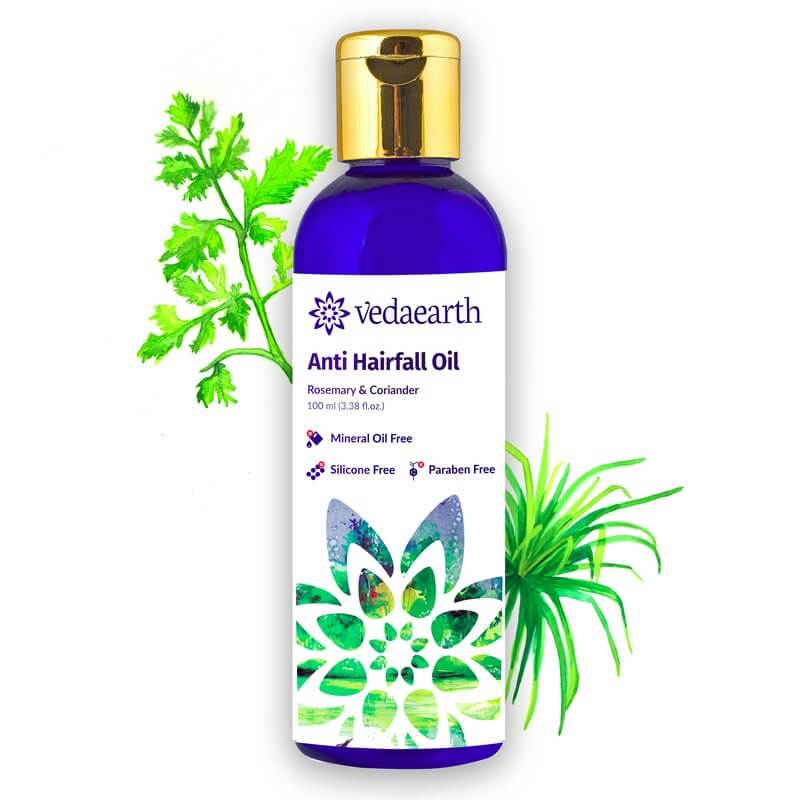 vedaearth
Anti Hairfall Oil
Rosemary & Coriander
100 ml (3.38 fl.oz.)
Mineral Oil Free
Silicone Free Paraben Free